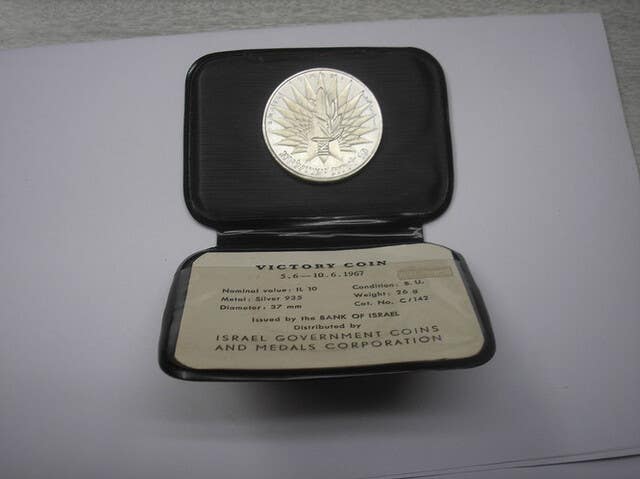 VICTORY COIN
5.6—10.6.1967
Nominal value: IL 10 Condition: B. U.
Metal: Silver 935 Weight: 26 g
Diameter: 37 mm Cat. No. C/142
Issued by the BANK OF ISRAEL
Distributed by
ISRAEL GOVERNMENT COINS
AND MEDALS CORPORATION